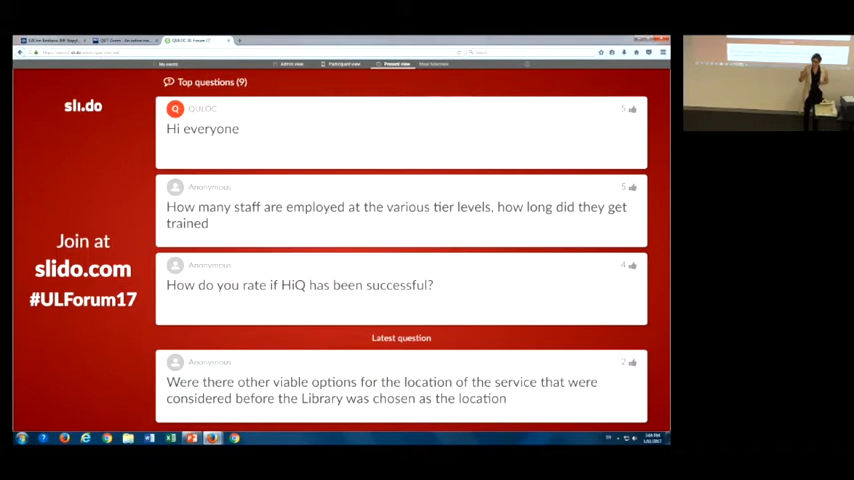 Top questions (9)
sli.do
QULOC
5
Hi everyone
Anonymous
5
How many staff are employed at the various tier levels, how long did they get
trained
Join at
slido.com
#ULForum17
Anonymous
4
How do you rate if HiQ has been successful?
Latest question
Anonymous
2
Were there other viable options for the location of the service that were
considered before the Library was chosen as the location